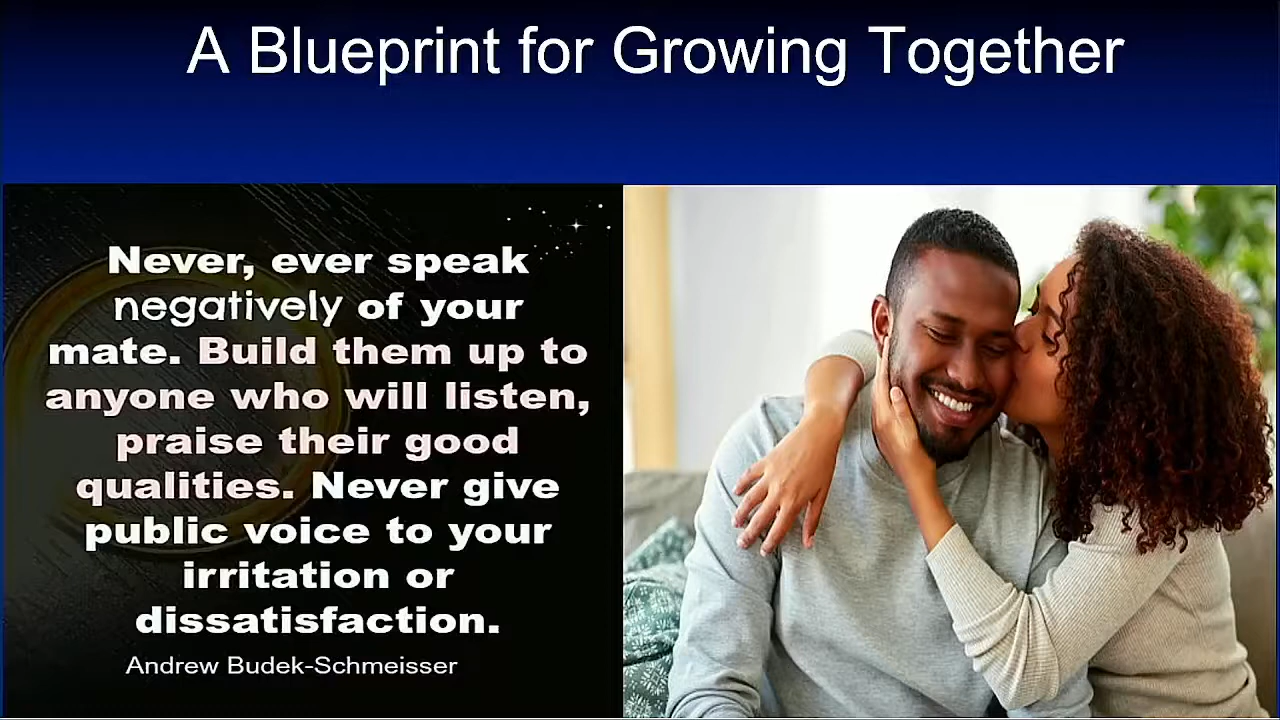 A Blueprint for Growing Together
Never, ever speak
negatively of your
mate. Build them up to
anyone who will listen,
praise their good
qualities. Never give
public voice to your
irritation or
dissatisfaction.
Andrew Budek-Schmeisser